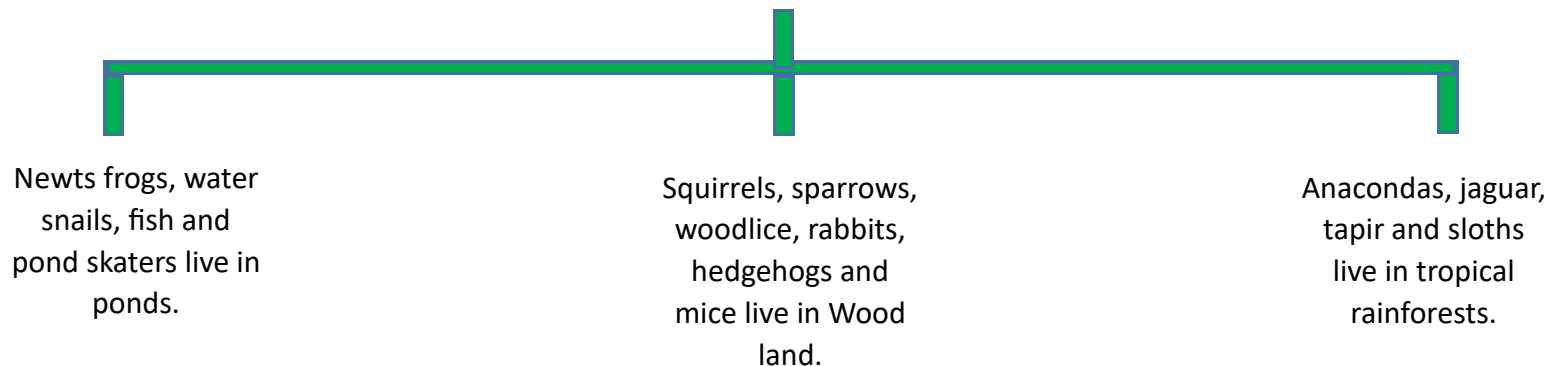 Newts frogs, water
snails, fish and
pond skaters live in
ponds.
Squirrels, sparrows,
woodlice, rabbits,
hedgehogs and
mice live in Wood
land.
Anacondas, jaguar,
tapir and sloths
live in tropical
rainforests.